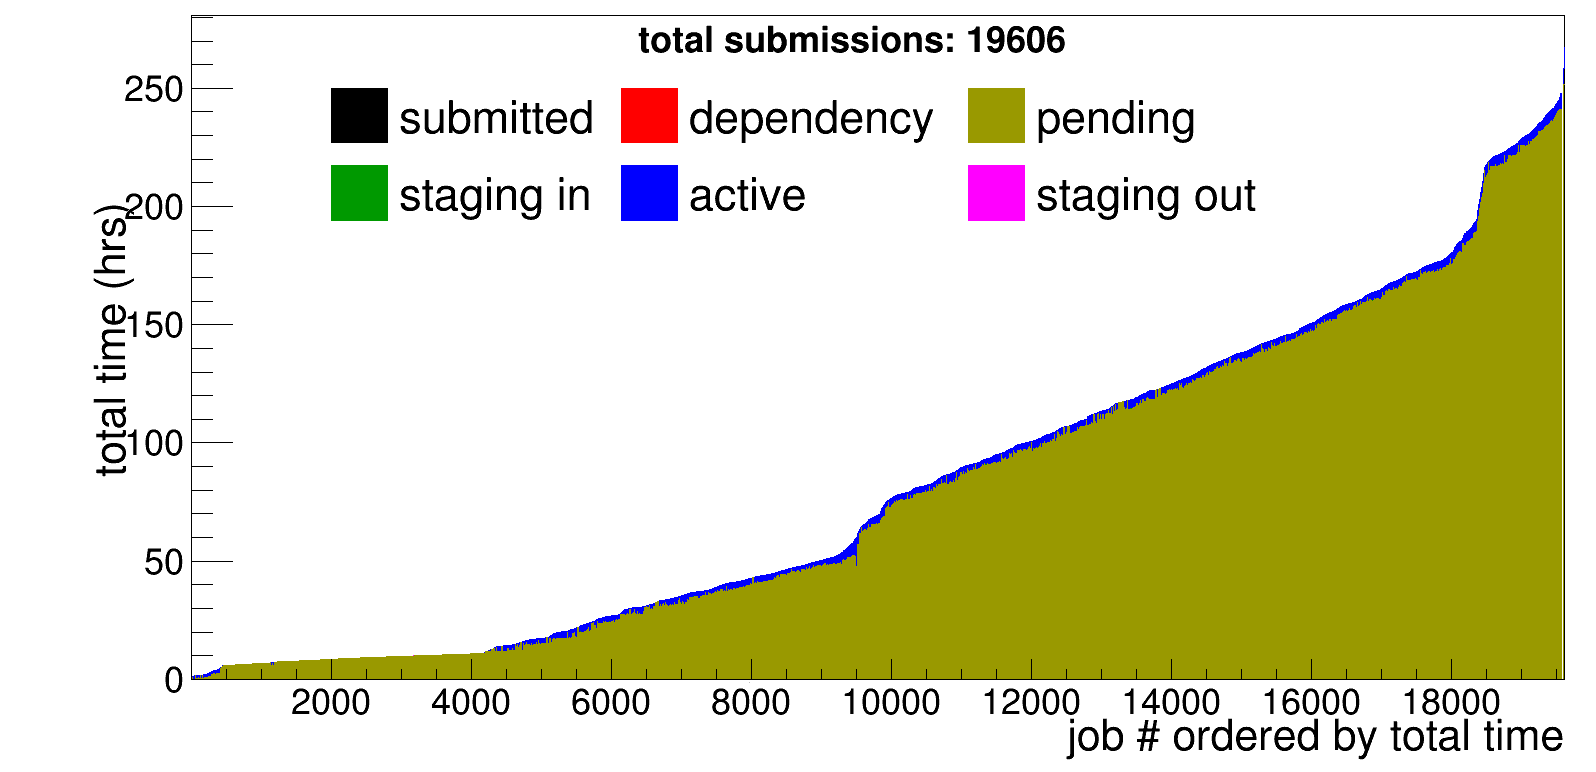 total submissions: 19606
submitted dependency pending
staging in active staging out
total time (hrs)
250
200
150
100
50
0
2000 4000 6000 8000 10000 12000 14000 16000 18000
job # ordered by total time